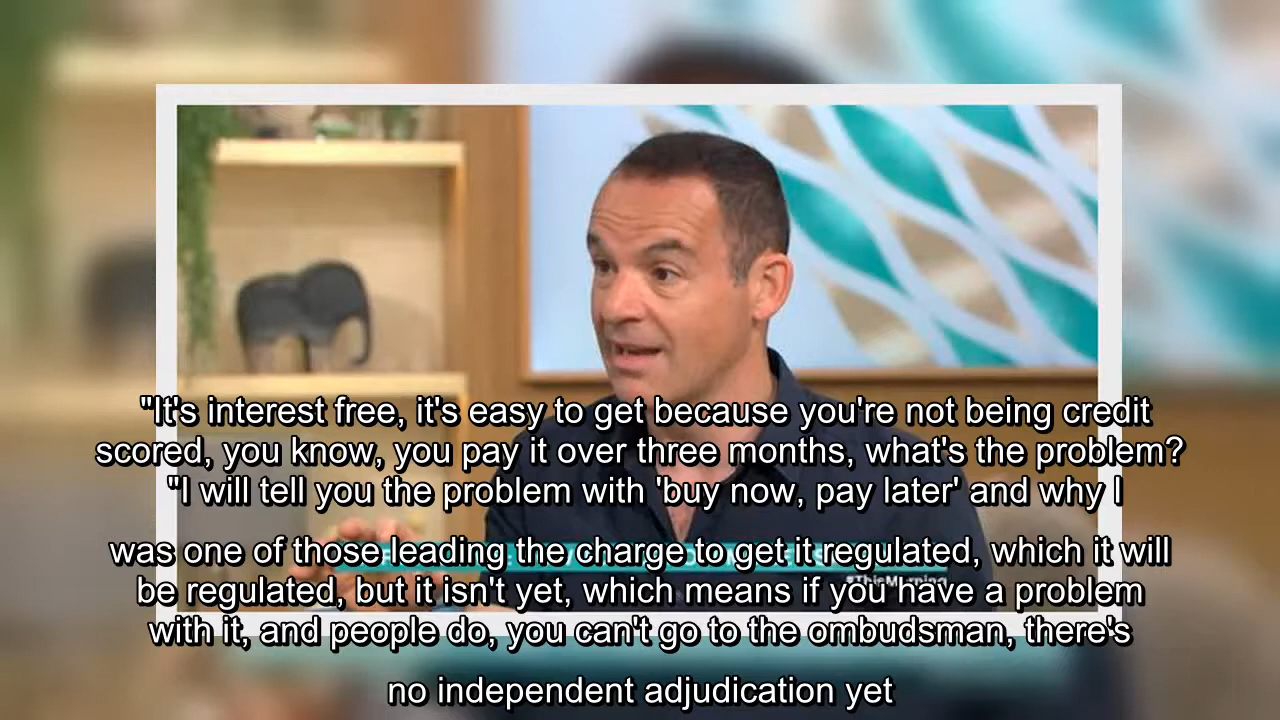 "It's interest free, it's easy to get because you're not being credit
scored, you know, you pay it over three months, what's the problem?
"I will tell you the problem with 'buy now, pay later' and why I
was one of those leading the charge to get it regulated, which it will
be regulated, but it isn't yet, which means if you have a problem
#ThisMorning
with it, and people do, you can't go to the ombudsman, there's
no independent adjudication yet